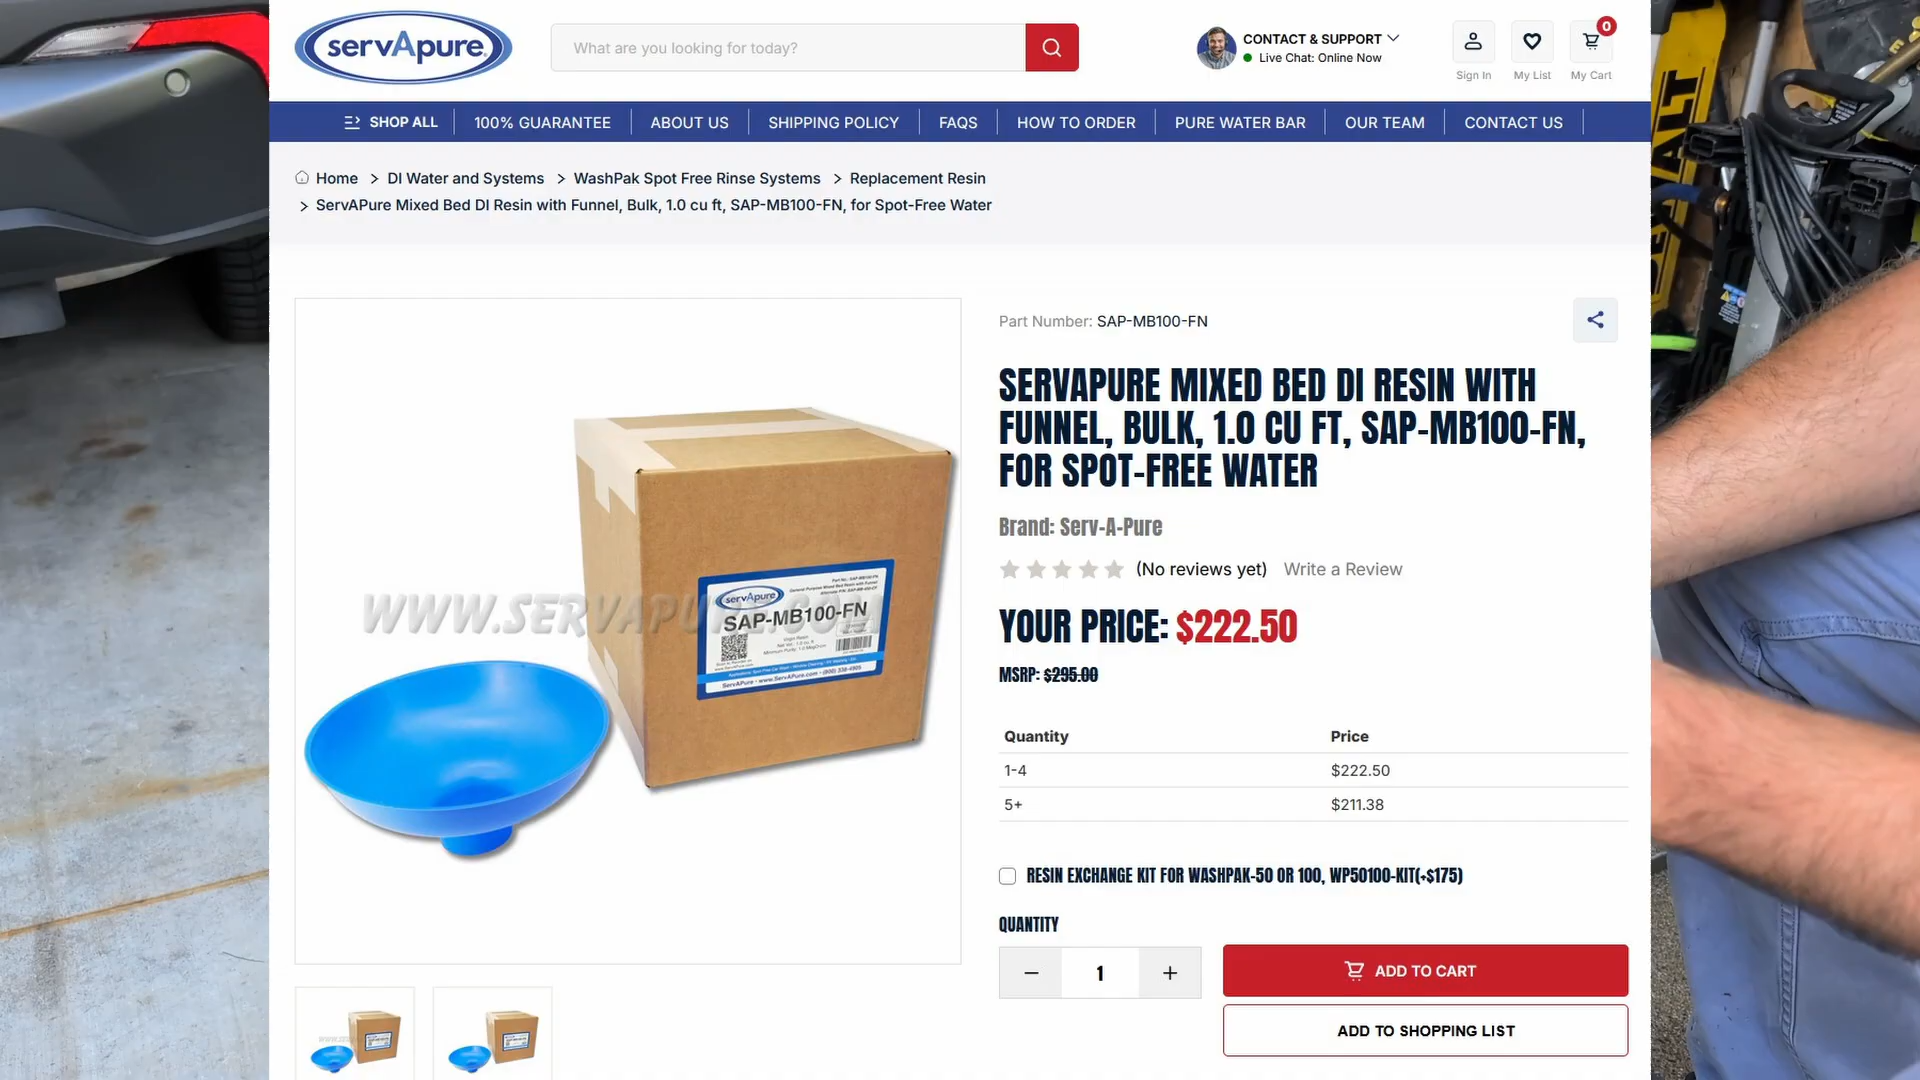 servApure
What are you looking for today?
CONTACT & SUPPORT
Live Chat: Online Now
Sign In
My List
0
My Cart
SHOP ALL
100% GUARANTEE
ABOUT US
SHIPPING POLICY
FAQS
HOW TO ORDER
PURE WATER BAR
OUR TEAM
CONTACT US
Home > DI Water and Systems > WashPak Spot Free Rinse Systems > Replacement Resin
> ServAPure Mixed Bed DI Resin with Funnel, Bulk, 1.0 cu ft, SAP-MB100-FN, for Spot-Free Water
WWW.SERVAPURE.COM
servApure
SAP-MB100-FN
ServAPure - www.ServAPure.com - (800) 338-4905
Part Number: SAP-MB100-FN
SERVAPURE MIXED BED DI RESIN WITH
FUNNEL, BULK, 1.0 CU FT, SAP-MB100-FN,
FOR SPOT-FREE WATER
Brand: Serv-A-Pure
(No reviews yet) Write a Review
YOUR PRICE: $222.50
MSRP: $295.00
Quantity Price
1-4 $222.50
5+ $211.38
RESIN EXCHANGE KIT FOR WASHPAK-50 OR 100, WP50100-KIT(+$175)
QUANTITY
− 1 +
ADD TO CART
ADD TO SHOPPING LIST